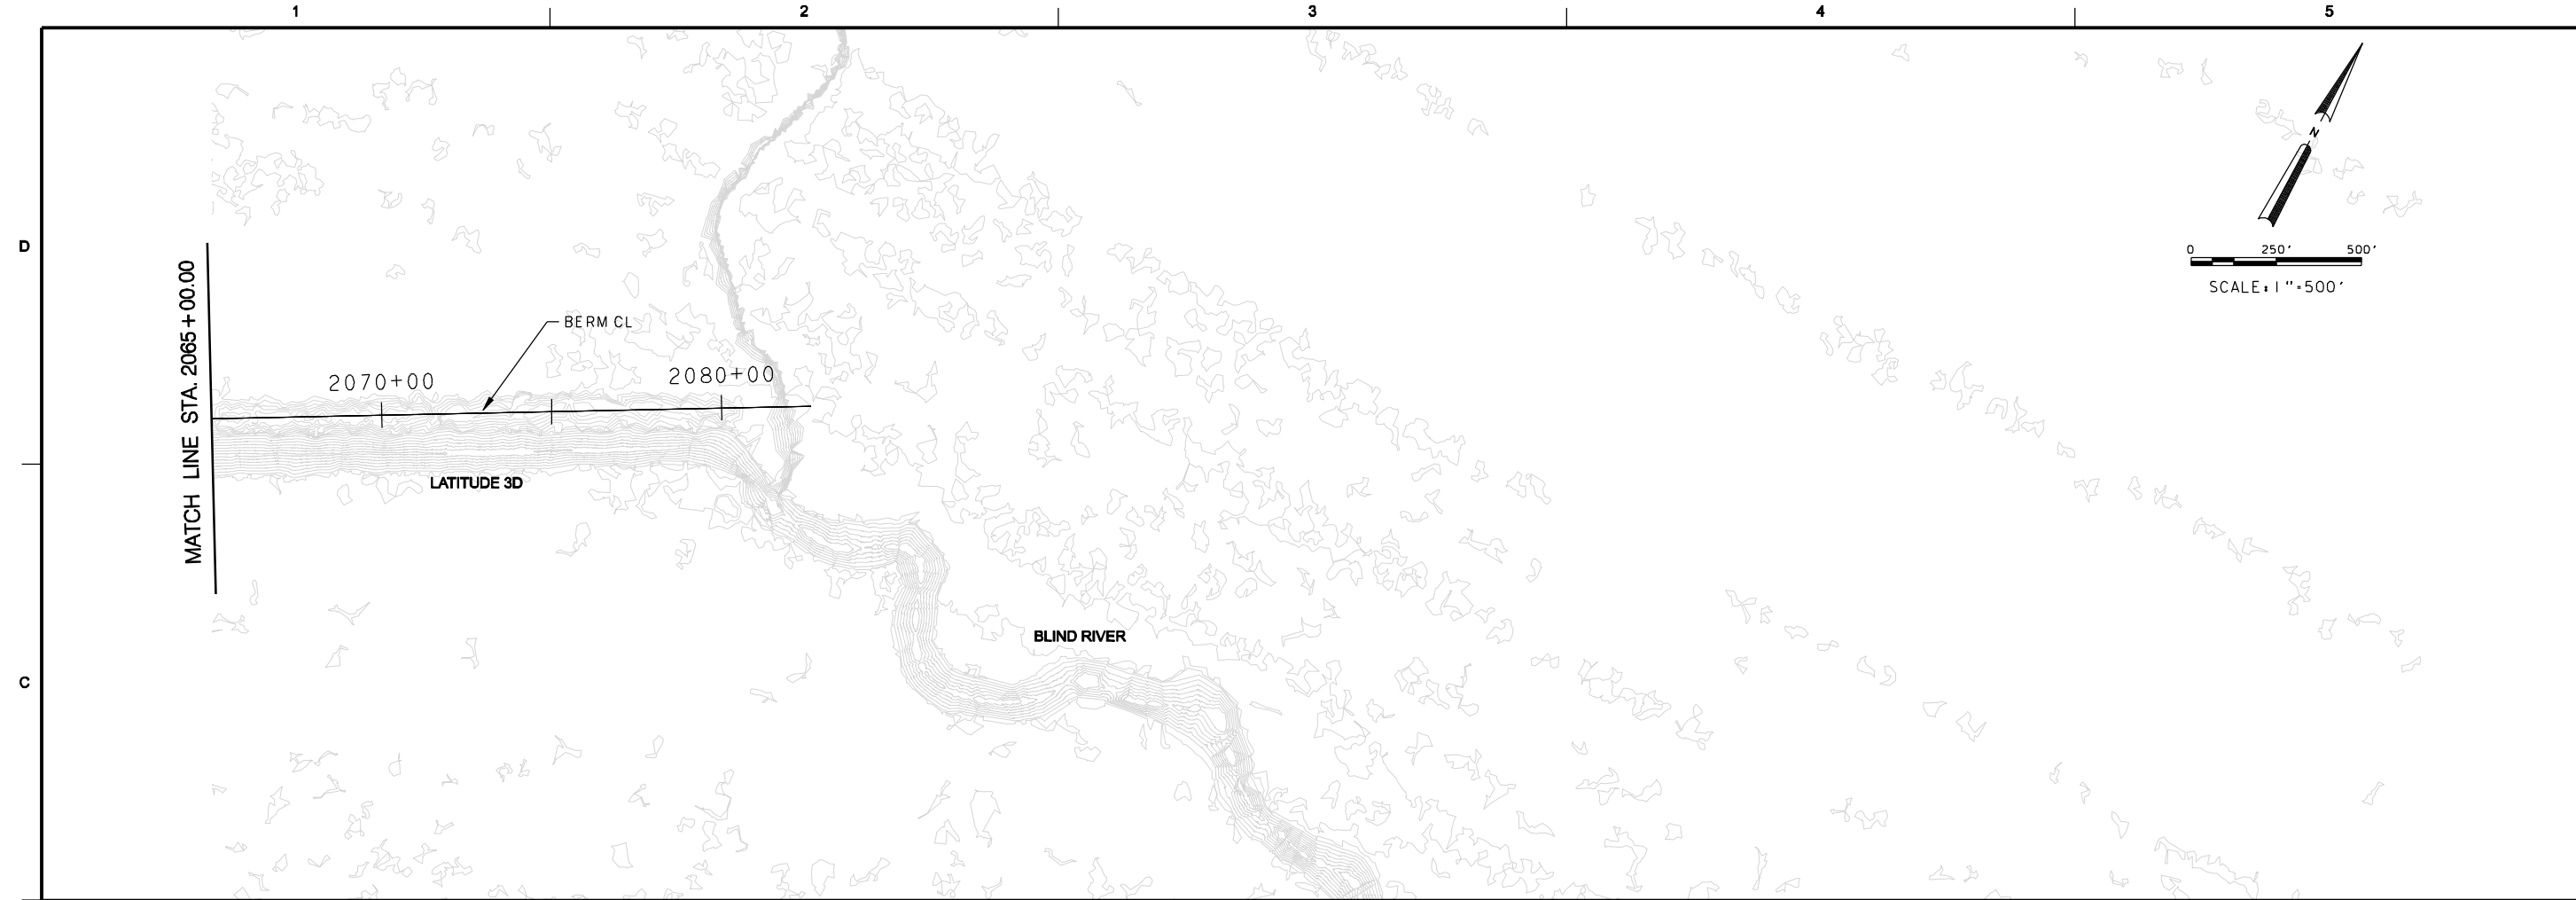 1 2 3 4 5
N
D
0 250' 500'
SCALE: 1"=500'
MATCH LINE STA. 2065+00.00
BERM CL
2070+00 2080+00
LATITUDE 3D
BLIND RIVER
C